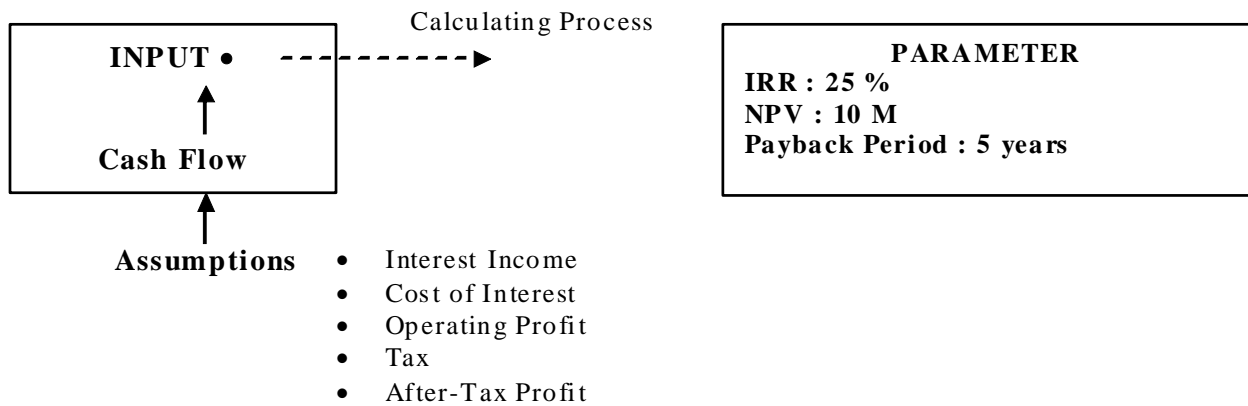 Calculating Process
INPUT •
Cash Flow
PARAMETER
IRR : 25 %
NPV : 10 M
Payback Period : 5 years
Assumptions
• Interest Income
• Cost of Interest
• Operating Profit
• Tax
• After-Tax Profit